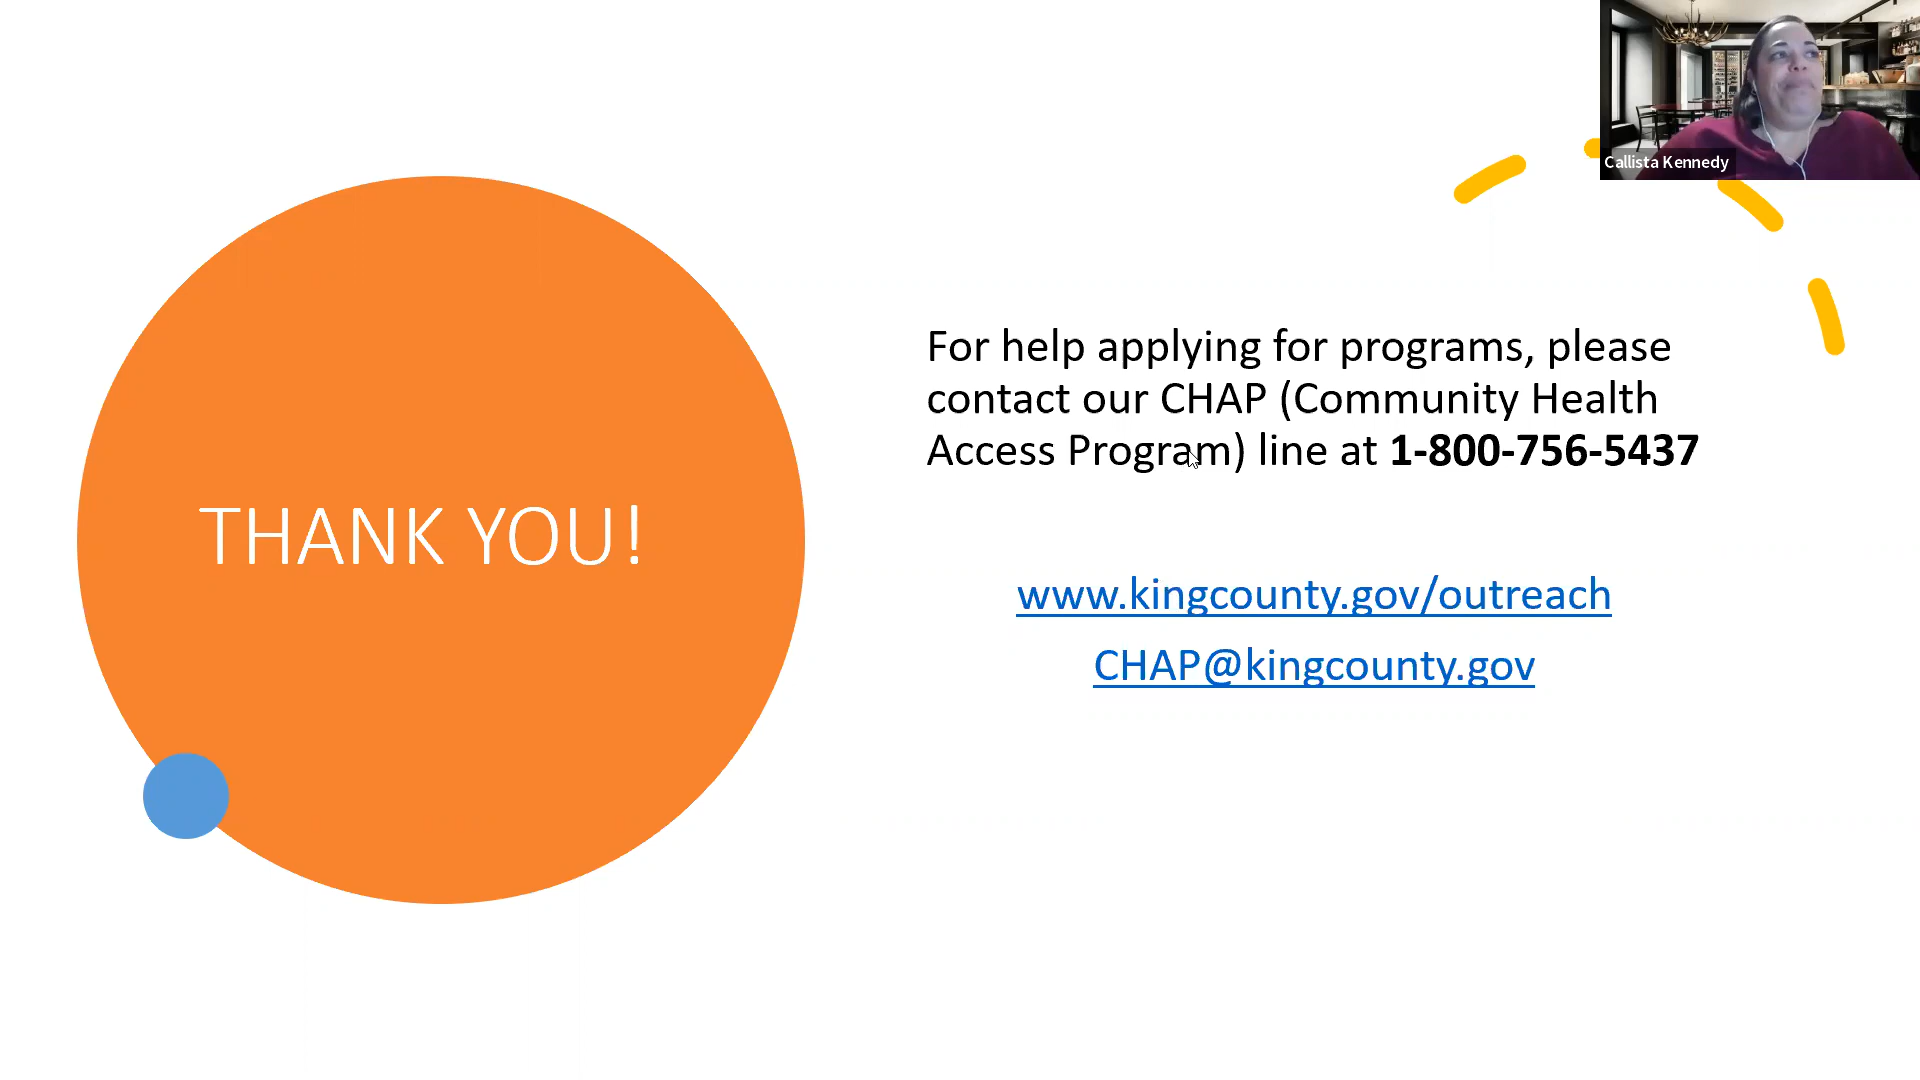 Callista Kennedy
THANK YOU!
For help applying for programs, please
contact our CHAP (Community Health
Access Program) line at 1-800-756-5437
www.kingcounty.gov/outreach
CHAP@kingcounty.gov